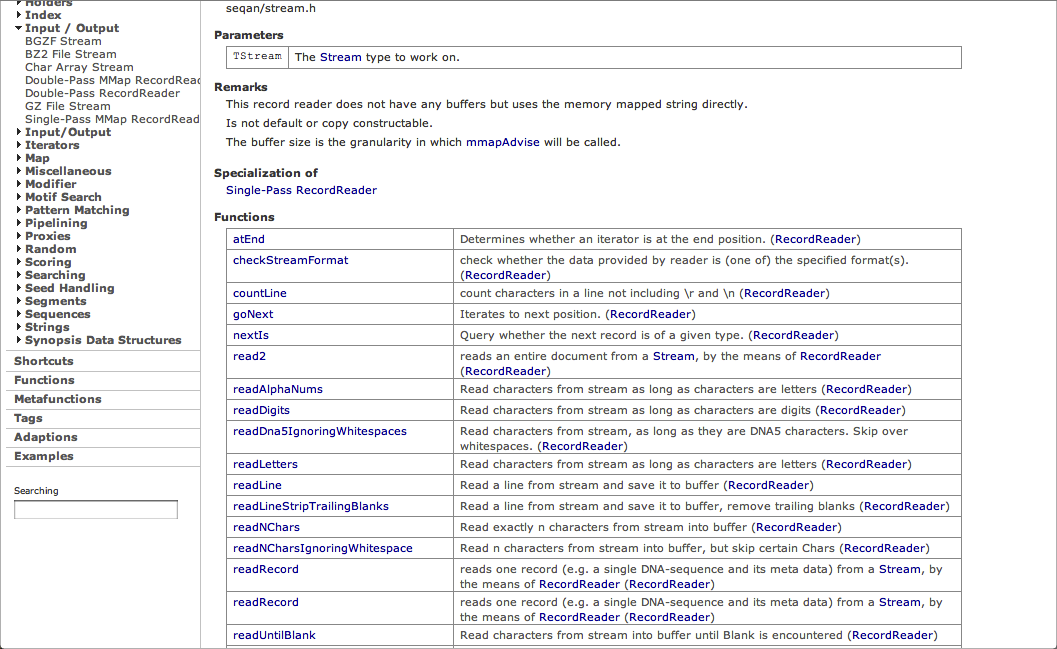 Holders
Index
Input / Output
BGZF Stream
BZ2 File Stream
Char Array Stream
Double-Pass MMap RecordRead
Double-Pass RecordReader
GZ File Stream
Single-Pass MMap RecordRead
Input/Output
Iterators
Map
Miscellaneous
Modifier
Motif Search
Pattern Matching
Pipelining
Proxies
Random
Scoring
Searching
Seed Handling
Segments
Sequences
Strings
Synopsis Data Structures
Shortcuts
Functions
Metafunctions
Tags
Adaptions
Examples
Searching
seqan/stream.h
Parameters
TStream The Stream type to work on.
Remarks
This record reader does not have any buffers but uses the memory mapped string directly.
Is not default or copy constructable.
The buffer size is the granularity in which mmapAdvise will be called.
Specialization of
Single-Pass RecordReader
Functions
atEnd Determines whether an iterator is at the end position. (RecordReader)
checkStreamFormat check whether the data provided by reader is (one of) the specified format(s).
(RecordReader)
countLine count characters in a line not including \r and \n (RecordReader)
goNext Iterates to next position. (RecordReader)
nextIs Query whether the next record is of a given type. (RecordReader)
read2 reads an entire document from a Stream, by the means of RecordReader
(RecordReader)
readAlphaNums Read characters from stream as long as characters are letters (RecordReader)
readDigits Read characters from stream as long as characters are digits (RecordReader)
readDna5IgnoringWhitespaces Read characters from stream, as long as they are DNA5 characters. Skip over
whitespaces. (RecordReader)
readLetters Read characters from stream as long as characters are letters (RecordReader)
readLine Read a line from stream and save it to buffer (RecordReader)
readLineStripTrailingBlanks Read a line from stream and save it to buffer, remove trailing blanks (RecordReader)
readNChars Read exactly n characters from stream into buffer (RecordReader)
readNCharsIgnoringWhitespace Read n characters from stream into buffer, but skip certain Chars (RecordReader)
readRecord reads one record (e.g. a single DNA-sequence and its meta data) from a Stream, by
the means of RecordReader (RecordReader)
readRecord reads one record (e.g. a single DNA-sequence and its meta data) from a Stream, by
the means of RecordReader (RecordReader)
readUntilBlank Read characters from stream into buffer until Blank is encountered (RecordReader)